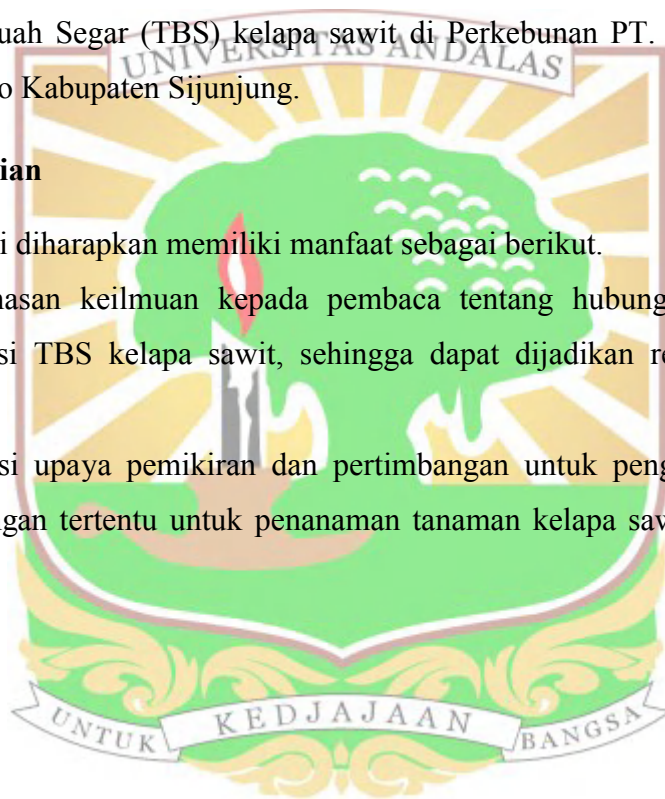 uah Segar (TBS) kelapa sawit di Perkebunan PT.
UNIVERSITAS ANDALAS
o Kabupaten Sijunjung.
ian
i diharapkan memiliki manfaat sebagai berikut.
nasan keilmuan kepada pembaca tentang hubung
si TBS kelapa sawit, sehingga dapat dijadikan re
si upaya pemikiran dan pertimbangan untuk peng
ngan tertentu untuk penanaman tanaman kelapa saw
UNTUK KEDJAJAAN BANGSA